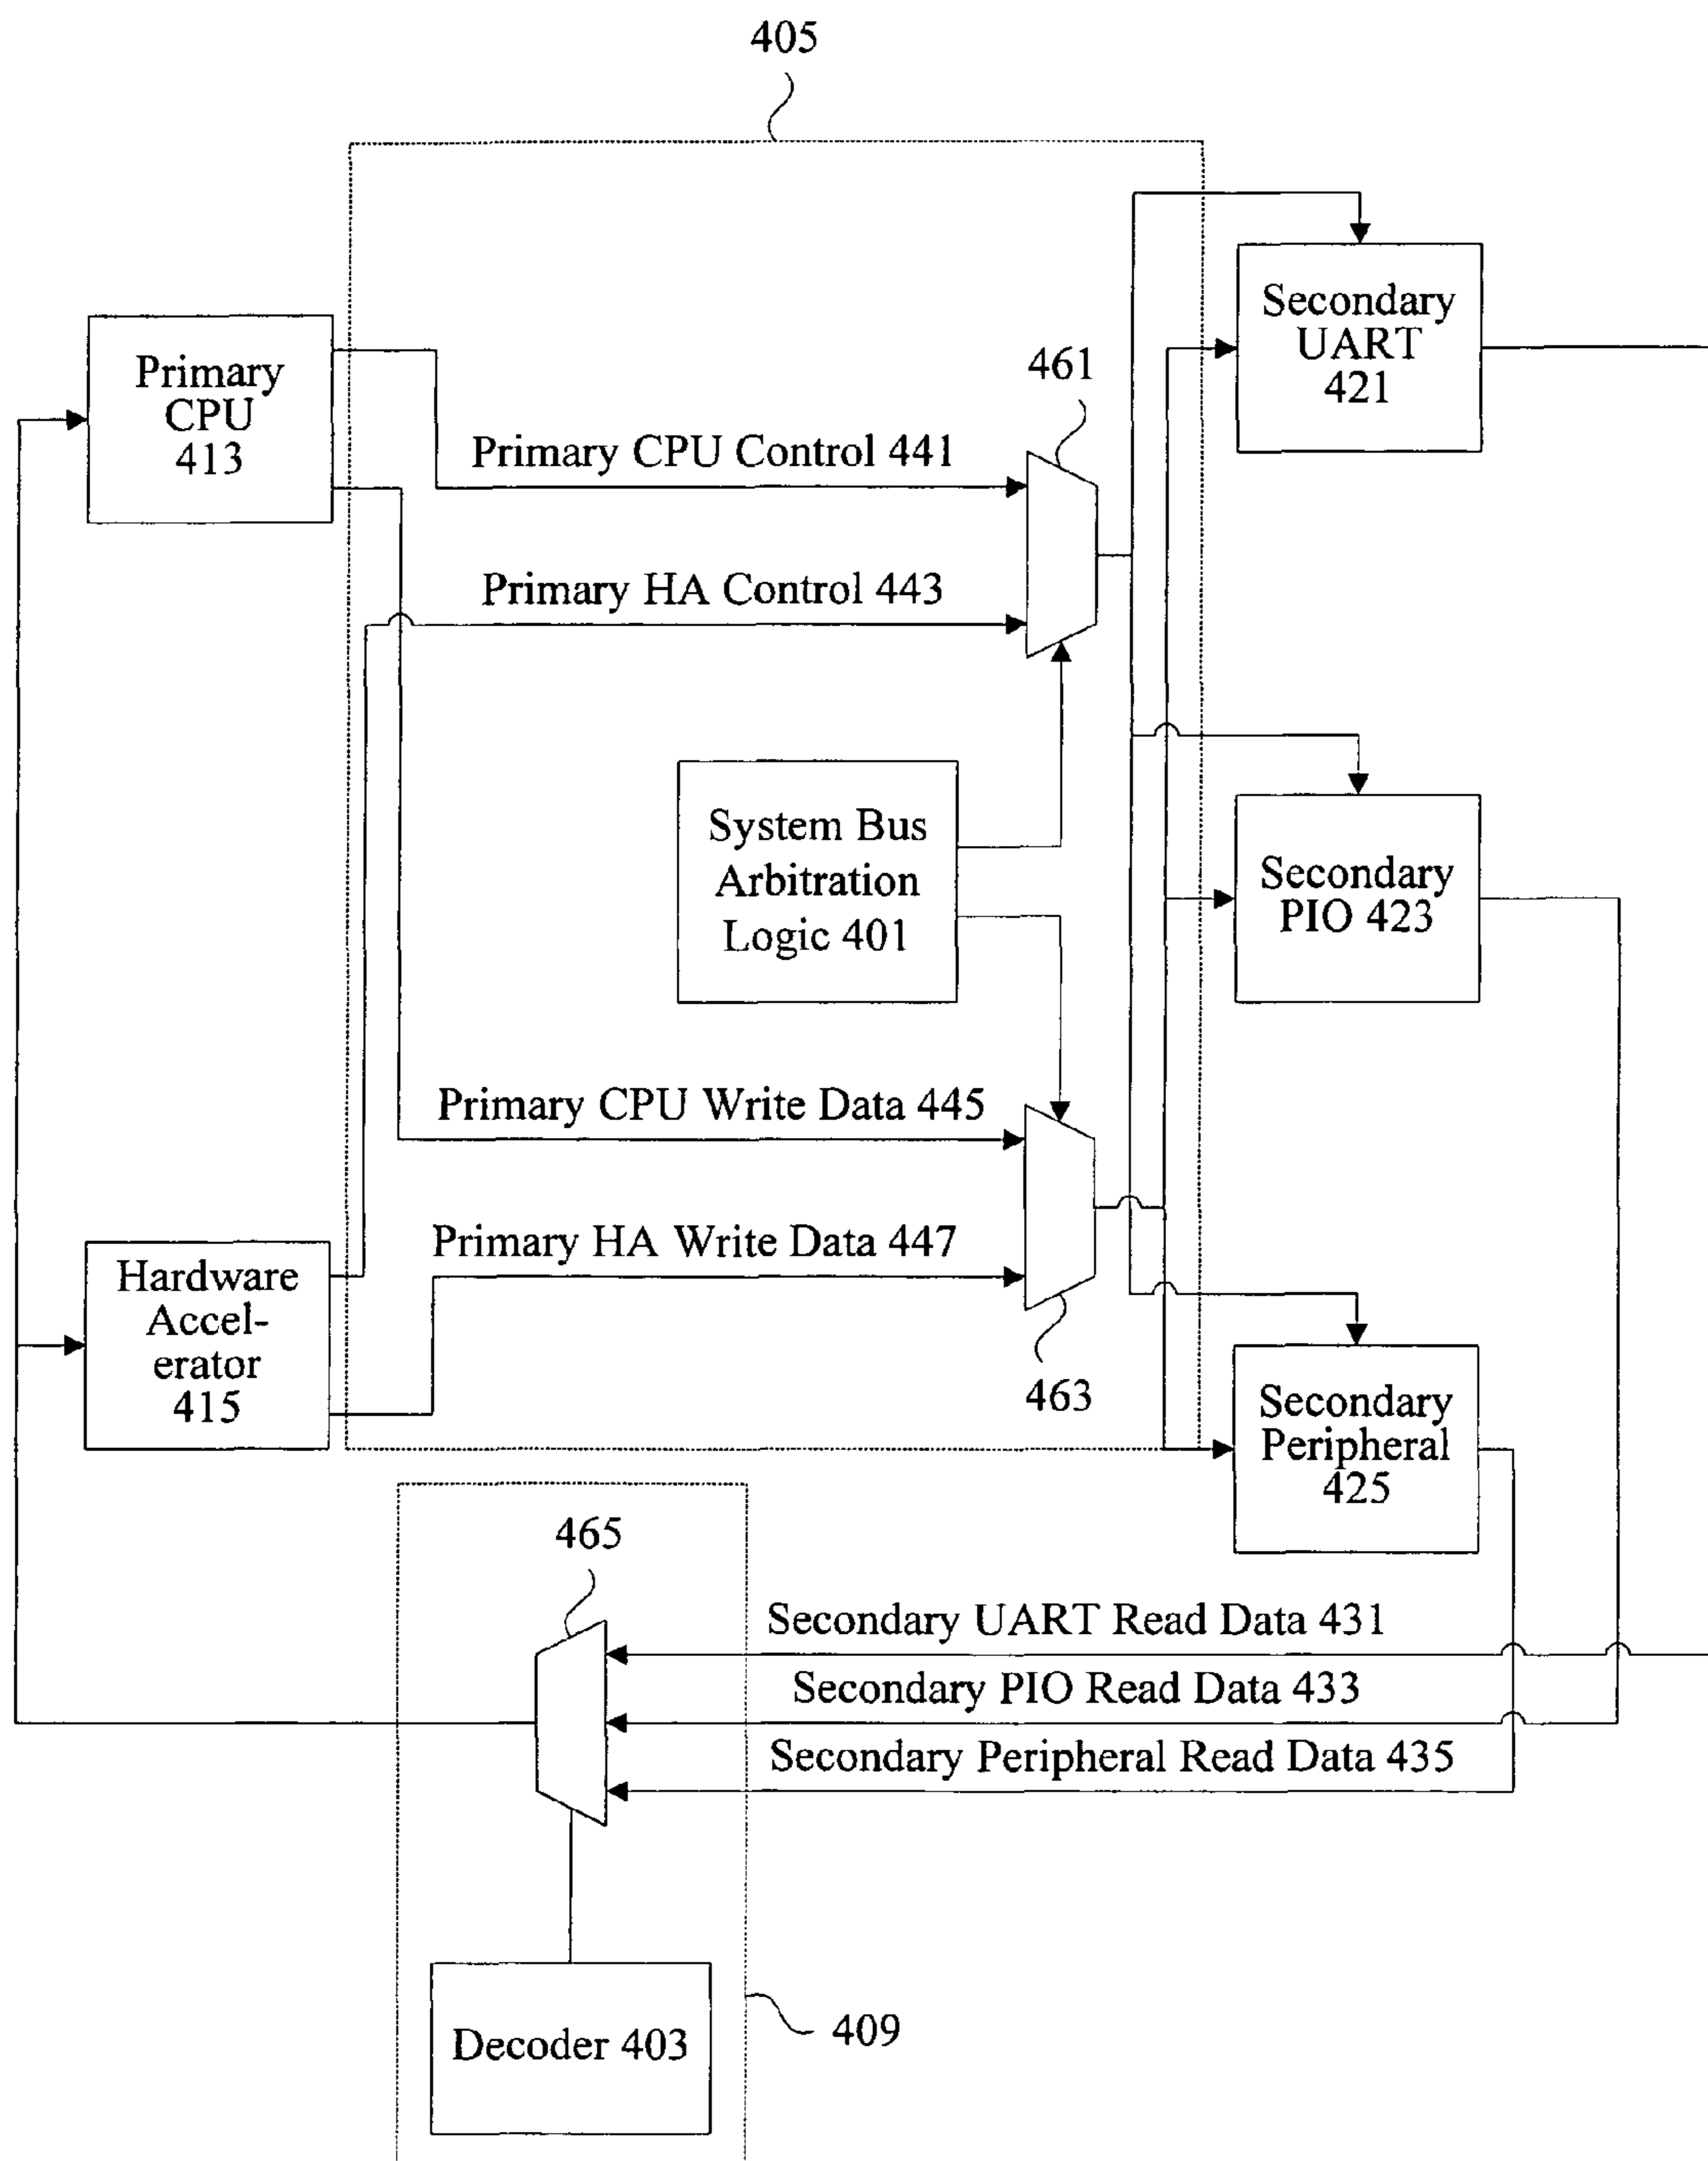 405
Secondary
UART
421
461
Primary
CPU
413
Primary CPU Control 441
Primary HA Control 443
System Bus
Arbitration
Logic 401
Secondary
PIO 423
Primary CPU Write Data 445
Primary HA Write Data 447
Hardware
Accel-
erator
415
463
Secondary
Peripheral
425
465
Secondary UART Read Data 431
Secondary PIO Read Data 433
Secondary Peripheral Read Data 435
Decoder 403
409